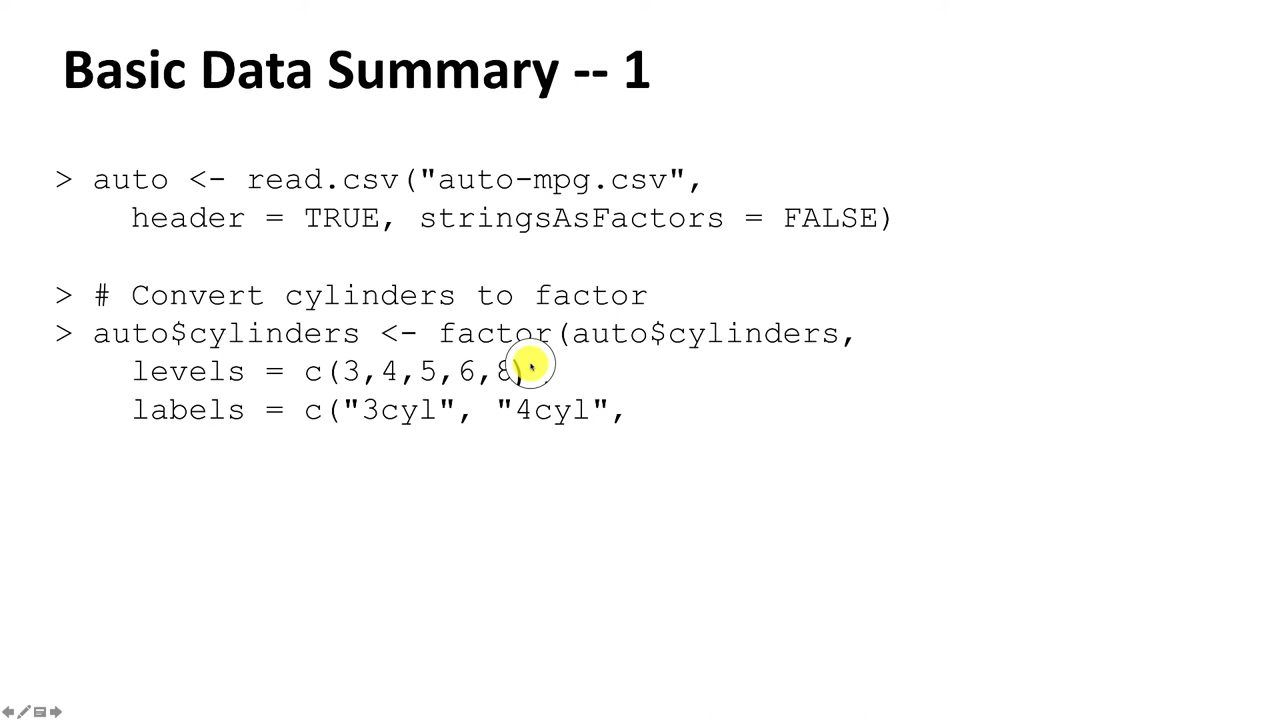 Basic Data Summary -- 1
> auto <- read.csv("auto-mpg.csv",
header = TRUE, stringsAsFactors = FALSE)
> # Convert cylinders to factor
> auto$cylinders <- factor(auto$cylinders,
levels = c(3,4,5,6,8),
labels = c("3cyl", "4cyl",